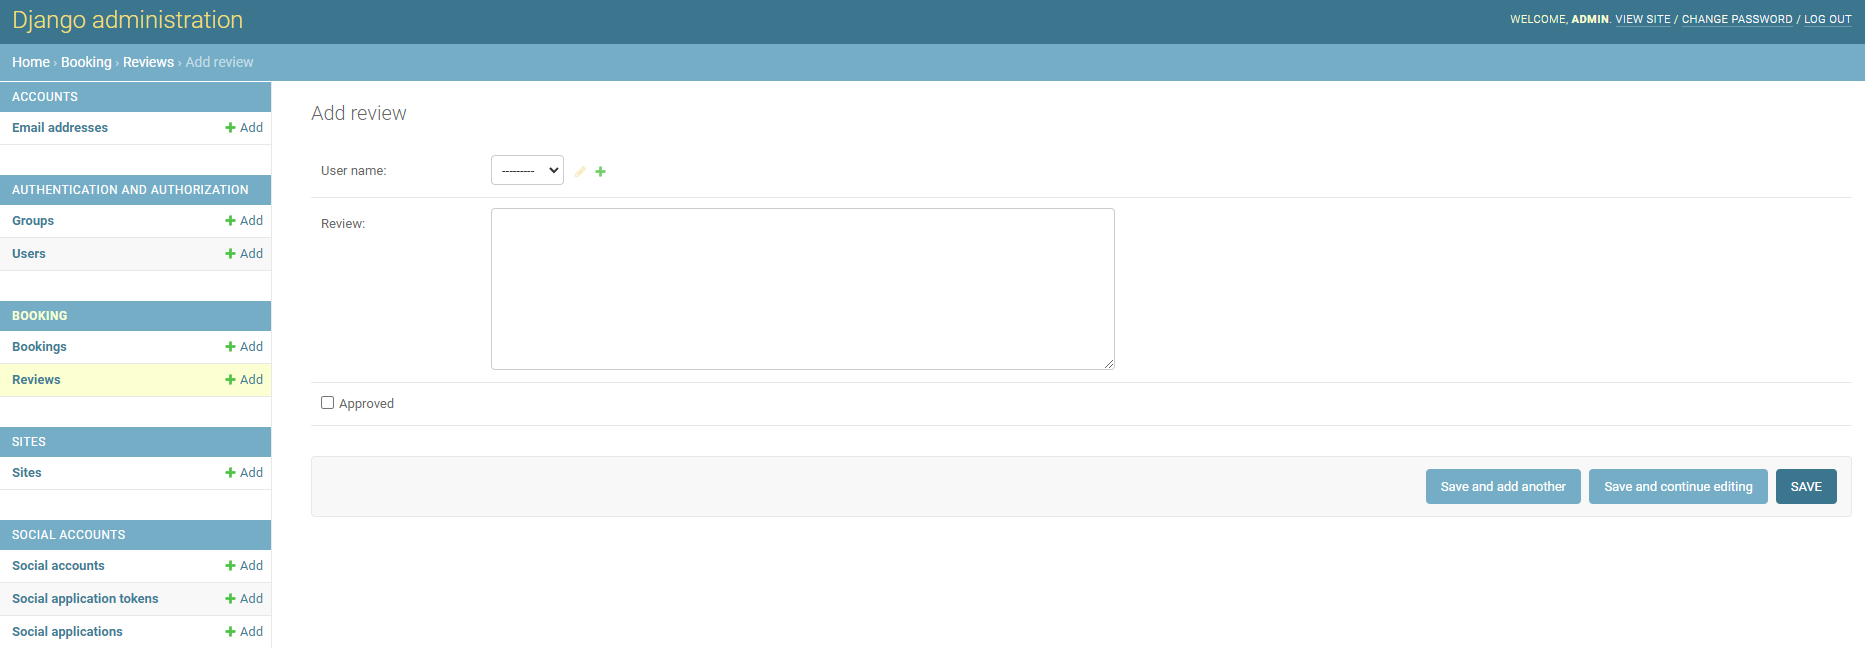 Django administration
WELCOME, ADMIN. VIEW SITE / CHANGE PASSWORD / LOG OUT
Home › Booking › Reviews › Add review
ACCOUNTS
Email addresses Add
AUTHENTICATION AND AUTHORIZATION
Groups Add
Users Add
BOOKING
Bookings Add
Reviews Add
SITES
Sites Add
SOCIAL ACCOUNTS
Social accounts Add
Social application tokens Add
Social applications Add
Add review
User name: ---------
Review:
Approved
Save and add another Save and continue editing SAVE